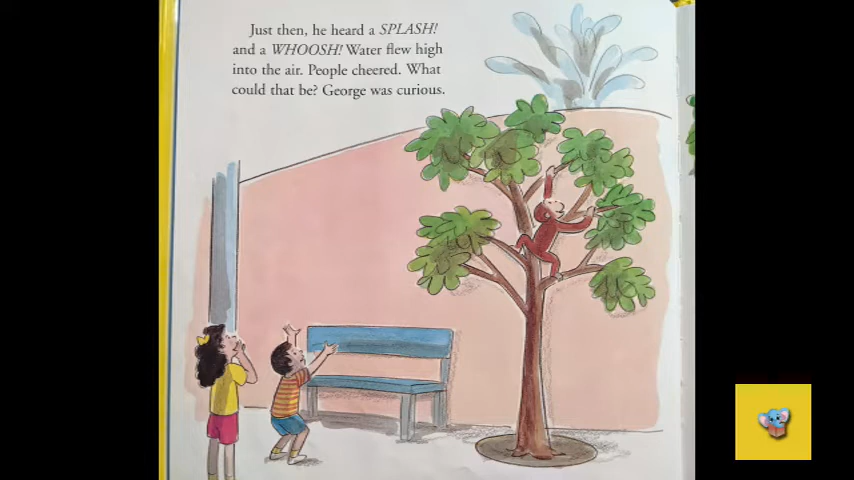 Just then, he heard a SPLASH!
and a WHOOSH! Water flew high
into the air. People cheered. What
could that be? George was curious.